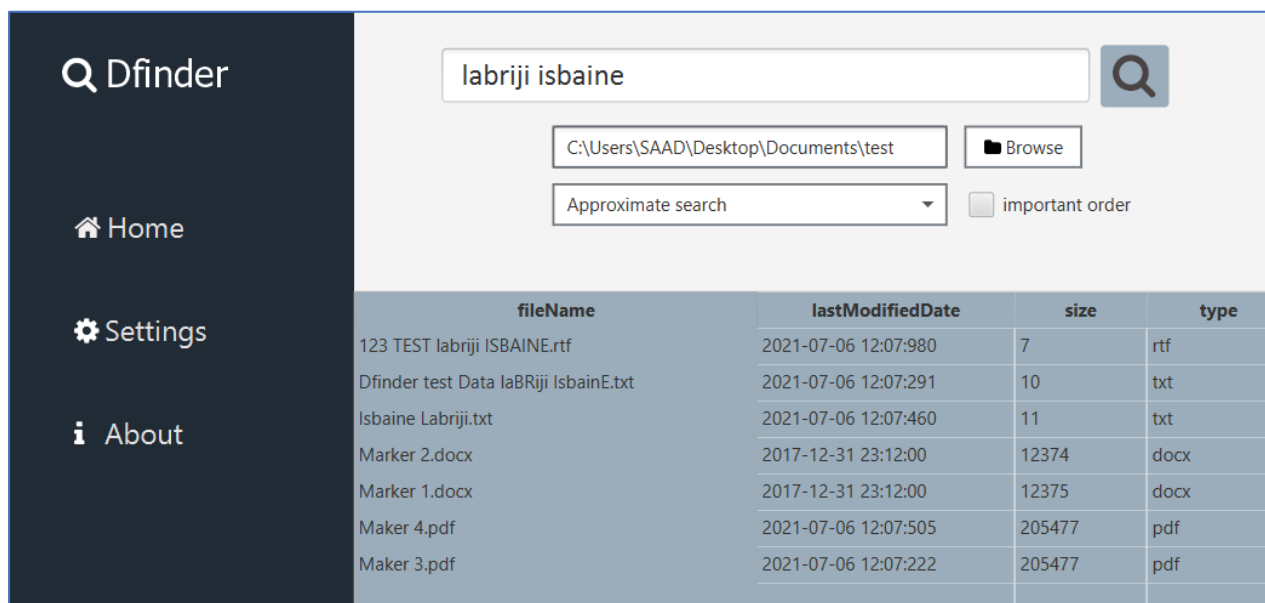 Dfinder
labriji isbaine
C:\Users\SAAD\Desktop\Documents\test
Browse
Approximate search
important order
Home
Settings
About
fileName lastModifiedDate size type
123 TEST labriji ISBAINE.rtf 2021-07-06 12:07:980 7 rtf
Dfinder test Data laBRiji IsbainE.txt 2021-07-06 12:07:291 10 txt
Isbaine Labriji.txt 2021-07-06 12:07:460 11 txt
Marker 2.docx 2017-12-31 23:12:00 12374 docx
Marker 1.docx 2017-12-31 23:12:00 12375 docx
Maker 4.pdf 2021-07-06 12:07:505 205477 pdf
Maker 3.pdf 2021-07-06 12:07:222 205477 pdf